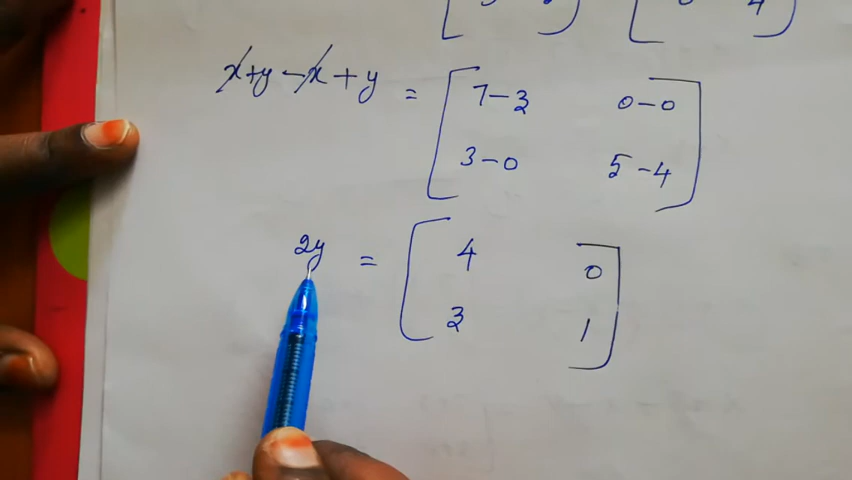 x+y-x+y = [ 7-3 0-0
3-0 5-4 ]
2y = [ 4 0
3 1 ]